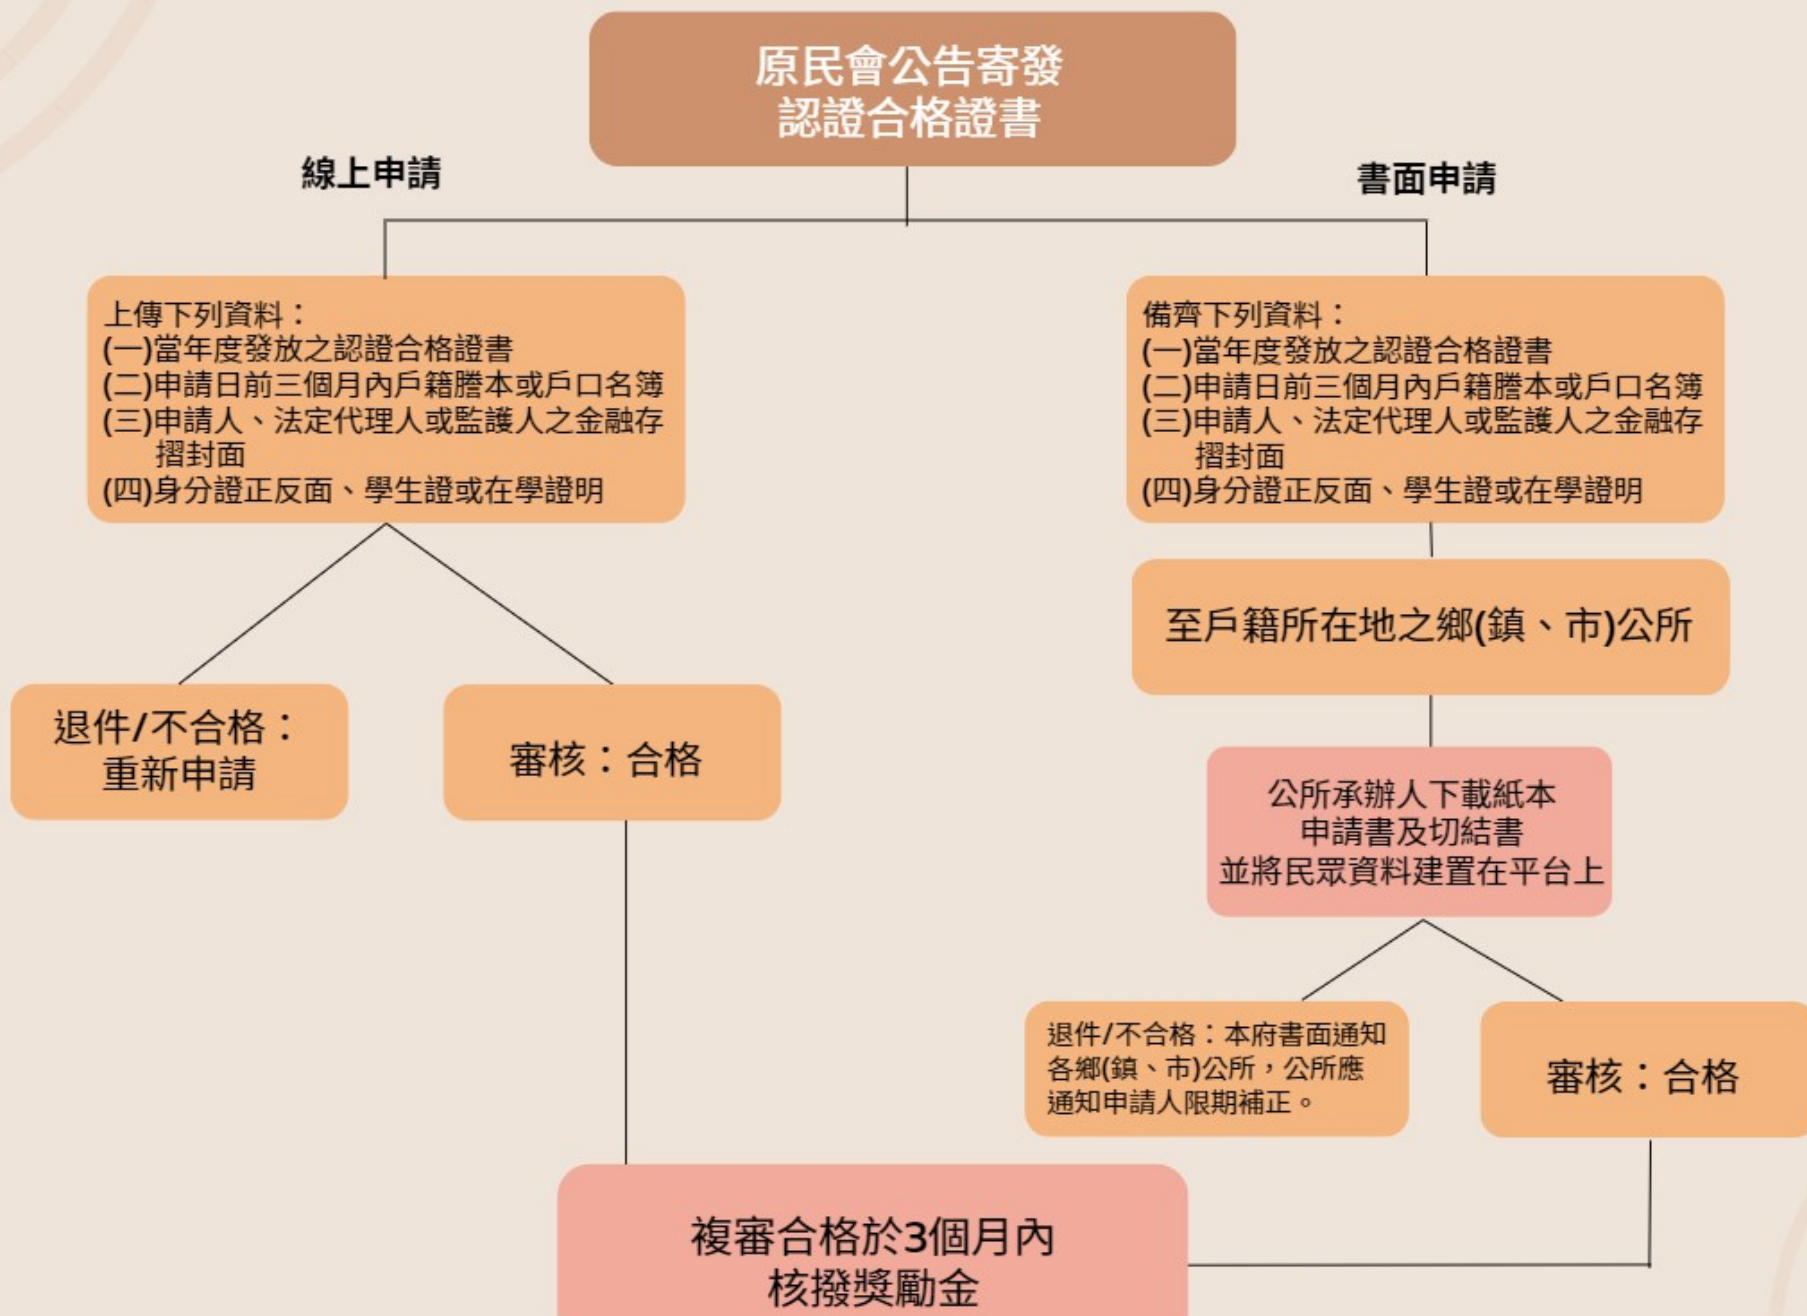 原民會公告寄發
認證合格證書
線上申請
書面申請
上傳下列資料：
(一)當年度發放之認證合格證書
(二)申請日前三個月內戶籍謄本或戶口名簿
(三)申請人、法定代理人或監護人之金融存
摺封面
(四)身分證正反面、學生證或在學證明
備齊下列資料：
(一)當年度發放之認證合格證書
(二)申請日前三個月內戶籍謄本或戶口名簿
(三)申請人、法定代理人或監護人之金融存
摺封面
(四)身分證正反面、學生證或在學證明
至戶籍所在地之鄉(鎮、市)公所
退件/不合格：
重新申請
審核：合格
公所承辦人下載紙本
申請書及切結書
並將民眾資料建置在平台上
退件/不合格：本府書面通知
各鄉(鎮、市)公所，公所應
通知申請人限期補正。
審核：合格
複審合格於3個月內
核撥獎勵金